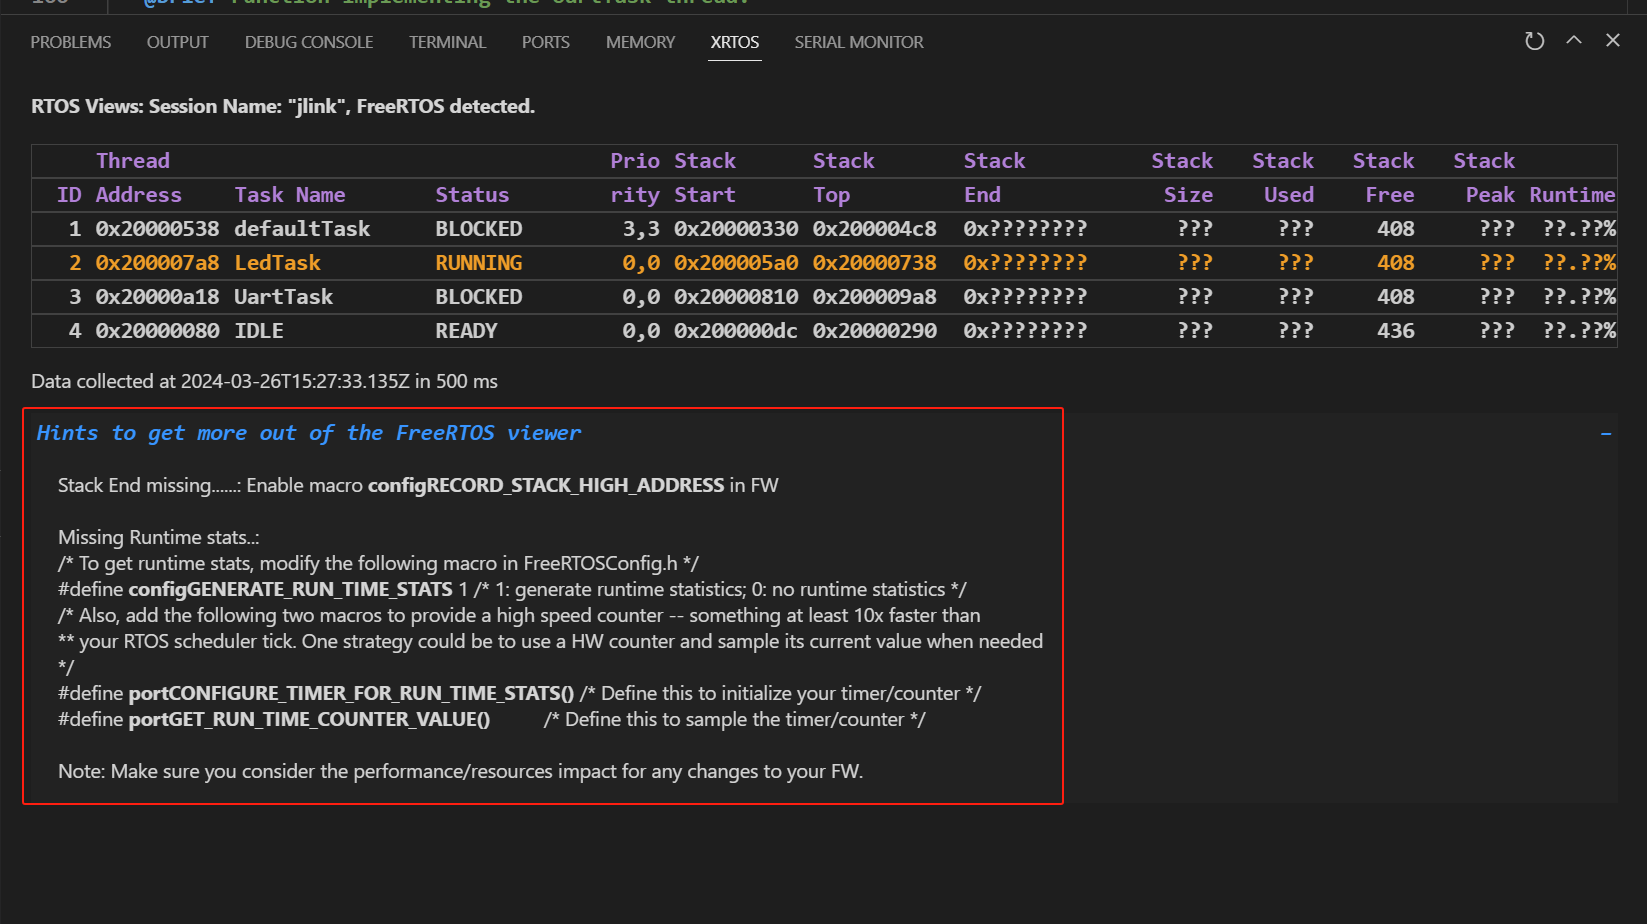 @brief Function implementing the UartTask thread.
PROBLEMS OUTPUT DEBUG CONSOLE TERMINAL PORTS MEMORY XRTOS SERIAL MONITOR
RTOS Views: Session Name: "jlink", FreeRTOS detected.
Thread Prio Stack Stack Stack Stack Stack Stack Stack
ID Address Task Name Status rity Start Top End Size Used Free Peak Runtime
1 0x20000538 defaultTask BLOCKED 3,3 0x20000330 0x200004c8 0x???????? ??? ??? 408 ??? ??.??%
2 0x200007a8 LedTask RUNNING 0,0 0x200005a0 0x20000738 0x???????? ??? ??? 408 ??? ??.??%
3 0x20000a18 UartTask BLOCKED 0,0 0x20000810 0x200009a8 0x???????? ??? ??? 408 ??? ??.??%
4 0x20000080 IDLE READY 0,0 0x200000dc 0x20000290 0x???????? ??? ??? 436 ??? ??.??%
Data collected at 2024-03-26T15:27:33.135Z in 500 ms
Hints to get more out of the FreeRTOS viewer –
Stack End missing......: Enable macro configRECORD_STACK_HIGH_ADDRESS in FW
Missing Runtime stats..:
/* To get runtime stats, modify the following macro in FreeRTOSConfig.h */
#define configGENERATE_RUN_TIME_STATS 1 /* 1: generate runtime statistics; 0: no runtime statistics */
/* Also, add the following two macros to provide a high speed counter -- something at least 10x faster than
** your RTOS scheduler tick. One strategy could be to use a HW counter and sample its current value when needed
*/
#define portCONFIGURE_TIMER_FOR_RUN_TIME_STATS() /* Define this to initialize your timer/counter */
#define portGET_RUN_TIME_COUNTER_VALUE() /* Define this to sample the timer/counter */
Note: Make sure you consider the performance/resources impact for any changes to your FW.